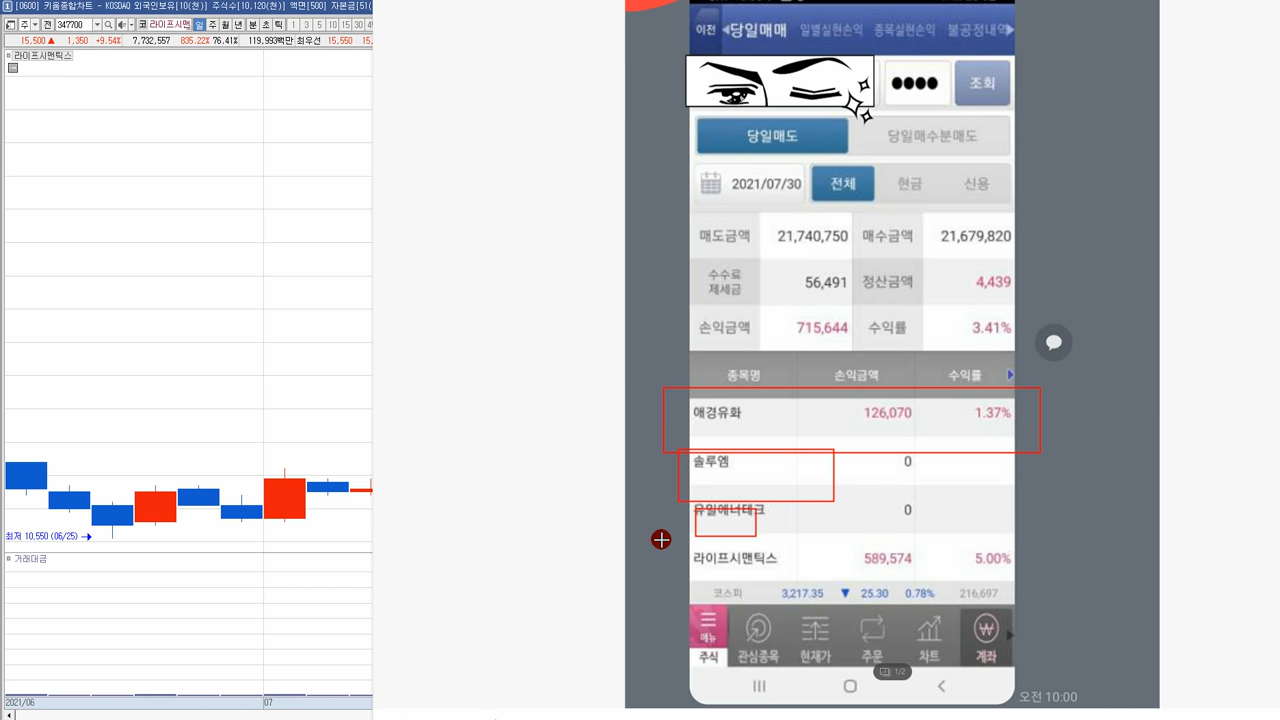 [0600] 키움종합차트 - KOSDAQ 외국인보유[10(천)] 주식수[10,120(천)] 액면[500] 자본금[51(
주 전 347700 코 라이프시맨 일 주 월 년 분 초 틱 1 3 5 10 15 30
15,500 ▲ 1,350 +9.54% 7,732,557 835.22% 76.41% 119,993백만 최우선 15,550 15,
라이프시맨틱스
최저 10,550 (06/25) →
거래대금
2021/06 07
이전 ◀당일매매 일별실현손익 종목실현손익 불공정내역▶
●●●● 조회
당일매도 당일매수분매도
2021/07/30 전체 현금 신용
매도금액 21,740,750 매수금액 21,679,820
수수료 제세금 56,491 정산금액 4,439
손익금액 715,644 수익률 3.41%
종목명 손익금액 수익률
애경유화 126,070 1.37%
솔루엠 0
유일에너테크 0
라이프시맨틱스 589,574 5.00%
코스피 3,217.35 ▼ 25.30 0.78% 216,697
메뉴
주식 관심종목 현재가 주문 차트 계좌
1/2
오전 10:00